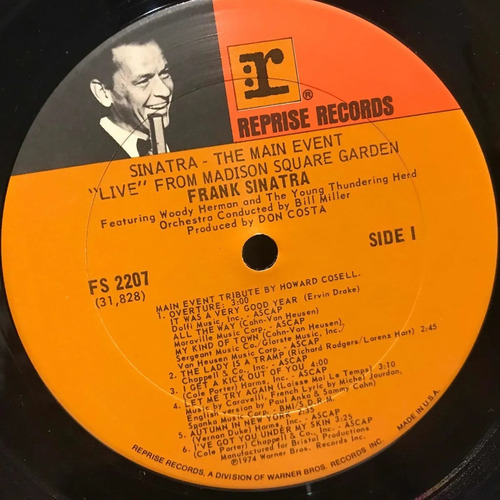 r ®
REPRISE RECORDS
SINATRA - THE MAIN EVENT
"LIVE" FROM MADISON SQUARE GARDEN
FRANK SINATRA
Featuring Woody Herman and The Young Thundering Herd
Orchestra Conducted by Bill Miller
Produced by DON COSTA
FS 2207
(31,828)
SIDE I
MAIN EVENT TRIBUTE BY HOWARD COSELL.
1. OVERTURE: 3:00
IT WAS A VERY GOOD YEAR (Ervin Drake)
Dolfi Music, Inc. - ASCAP
ALL THE WAY (Cahn-Van Heusen)
Maraville Music Corp. - ASCAP
MY KIND OF TOWN (Cahn-Van Heusen)
Sergeant Music Co., Glorste Music Inc.,
Van Heusen Music Corp. - ASCAP
2. THE LADY IS A TRAMP (Richard Rodgers/Lorenz Hart) 2:45
Chappell & Co., Inc. - ASCAP
3. I GET A KICK OUT OF YOU 4:00
(Cole Porter) Harms, Inc. - ASCAP
4. LET ME TRY AGAIN (Laisse Moi Le Temps) 3:10
Music by Caravelli, French Lyric by Michel Jourdan,
English version by Paul Anka & Sammy Cahn)
Spanka Music Corp. - BMI/S.D.R.M.
5. AUTUMN IN NEW YORK 2:35
(Vernon Duke) Harms, Inc. - ASCAP
6. I'VE GOT YOU UNDER MY SKIN 3:25
(Cole Porter) Chappell & Co., Inc. - ASCAP
Manufactured for Bristol Productions
©1974 Warner Bros. Records Inc.
REPRISE RECORDS, A DIVISION OF WARNER BROS. RECORDS INC. MADE IN U.S.A.